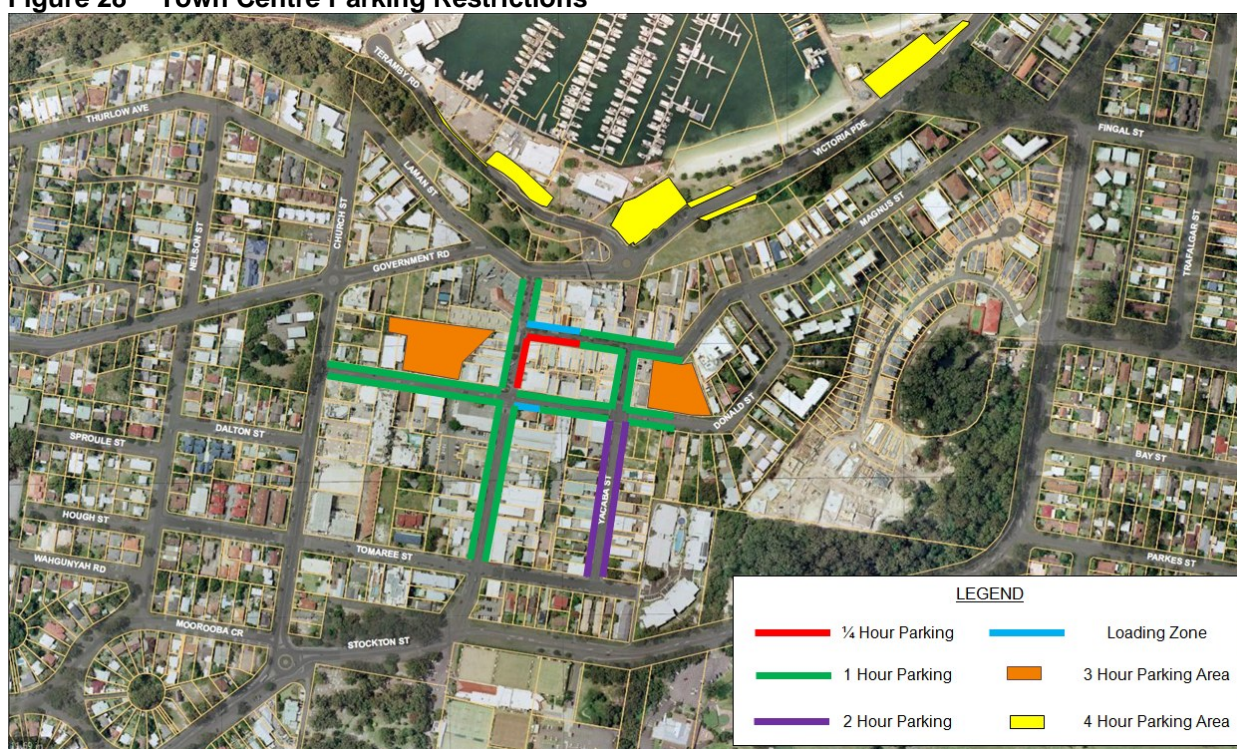 Figure 28 Town Centre Parking Restrictions
TERAMBY RD
THURLOW AVE
VICTORIA PDE
FINGAL ST
LAMAN ST
MAGNUS ST
NELSON ST
CHURCH ST
TRAFALGAR ST
GOVERNMENT RD
DONALD ST
DALTON ST
SPROULE ST
BAY ST
YACABA ST
HOUGH ST
TOMAREE ST
WAHGUNYAH RD
PARKES ST
MOOROOBA CR
STOCKTON ST
LEGEND
¼ Hour Parking
Loading Zone
1 Hour Parking
3 Hour Parking Area
2 Hour Parking
4 Hour Parking Area